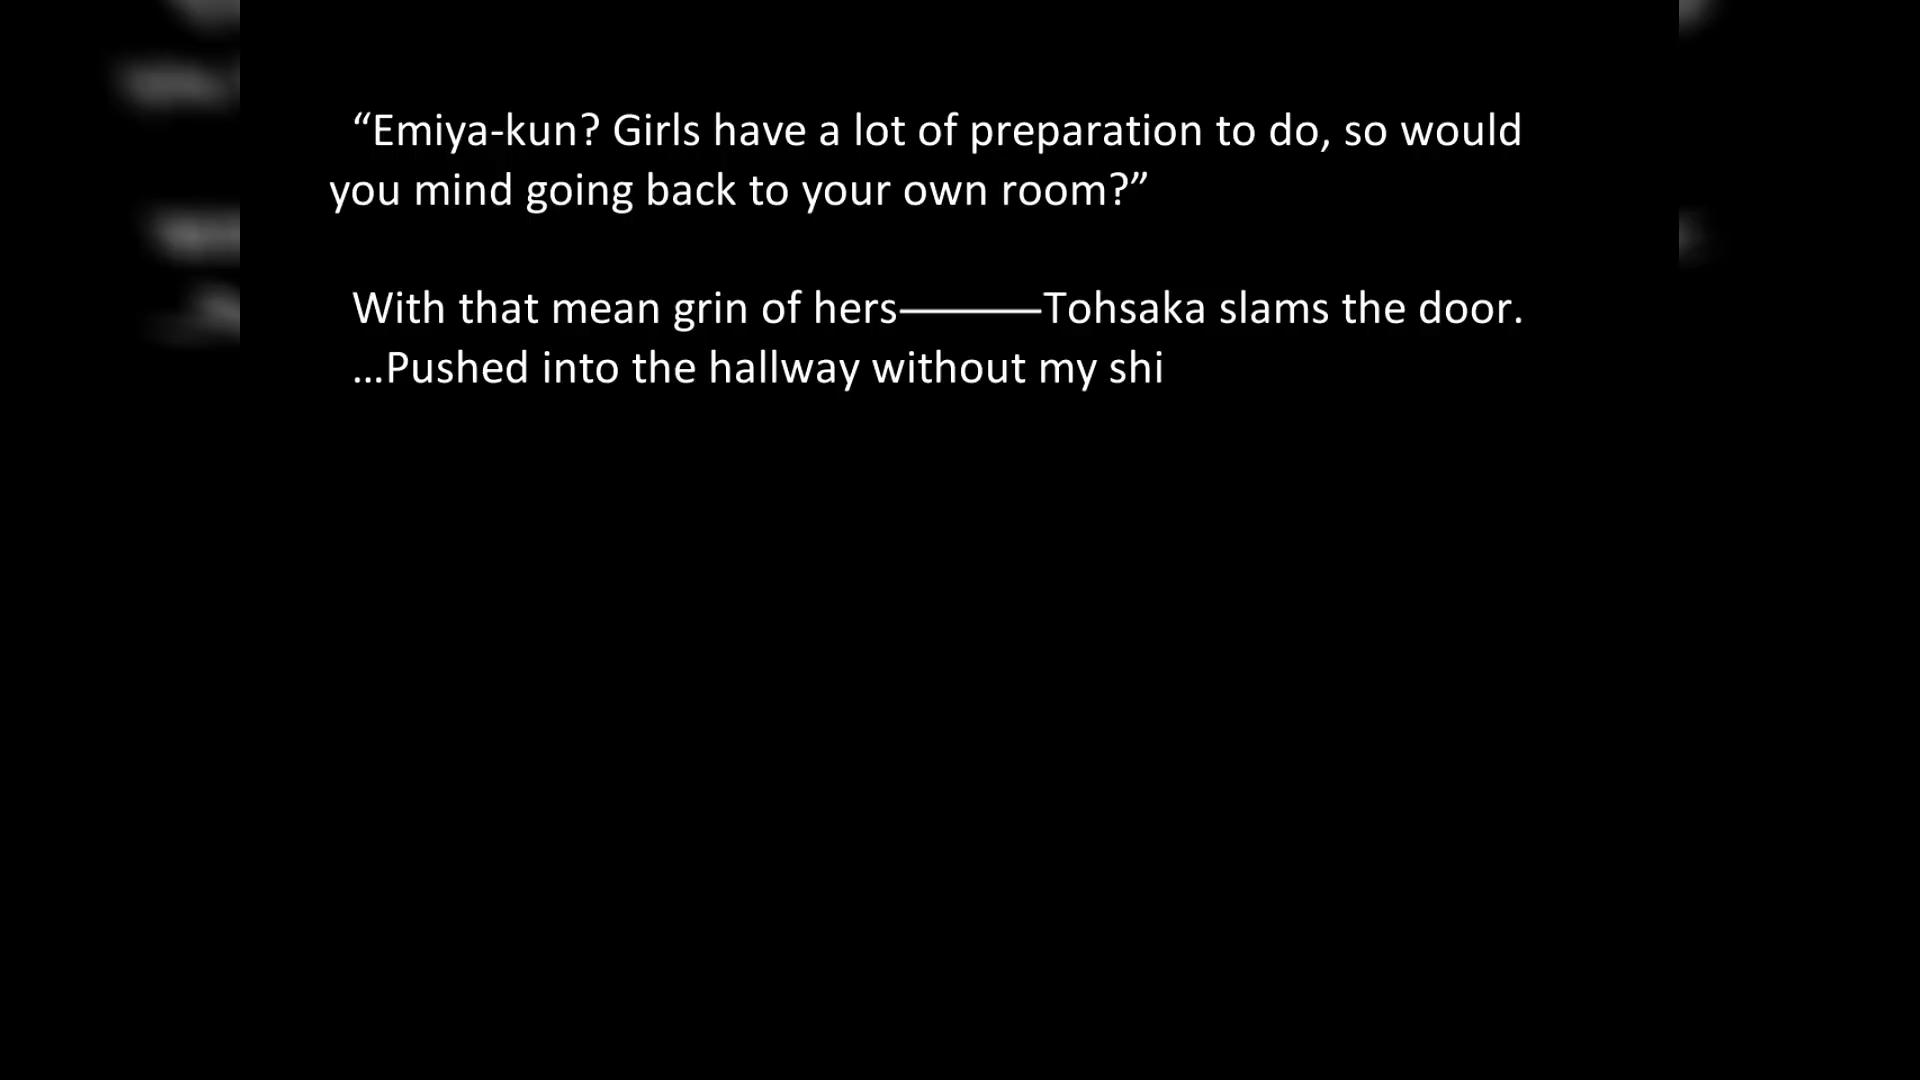 “Emiya-kun? Girls have a lot of preparation to do, so would
you mind going back to your own room?”
With that mean grin of hers———Tohsaka slams the door.
…Pushed into the hallway without my shi